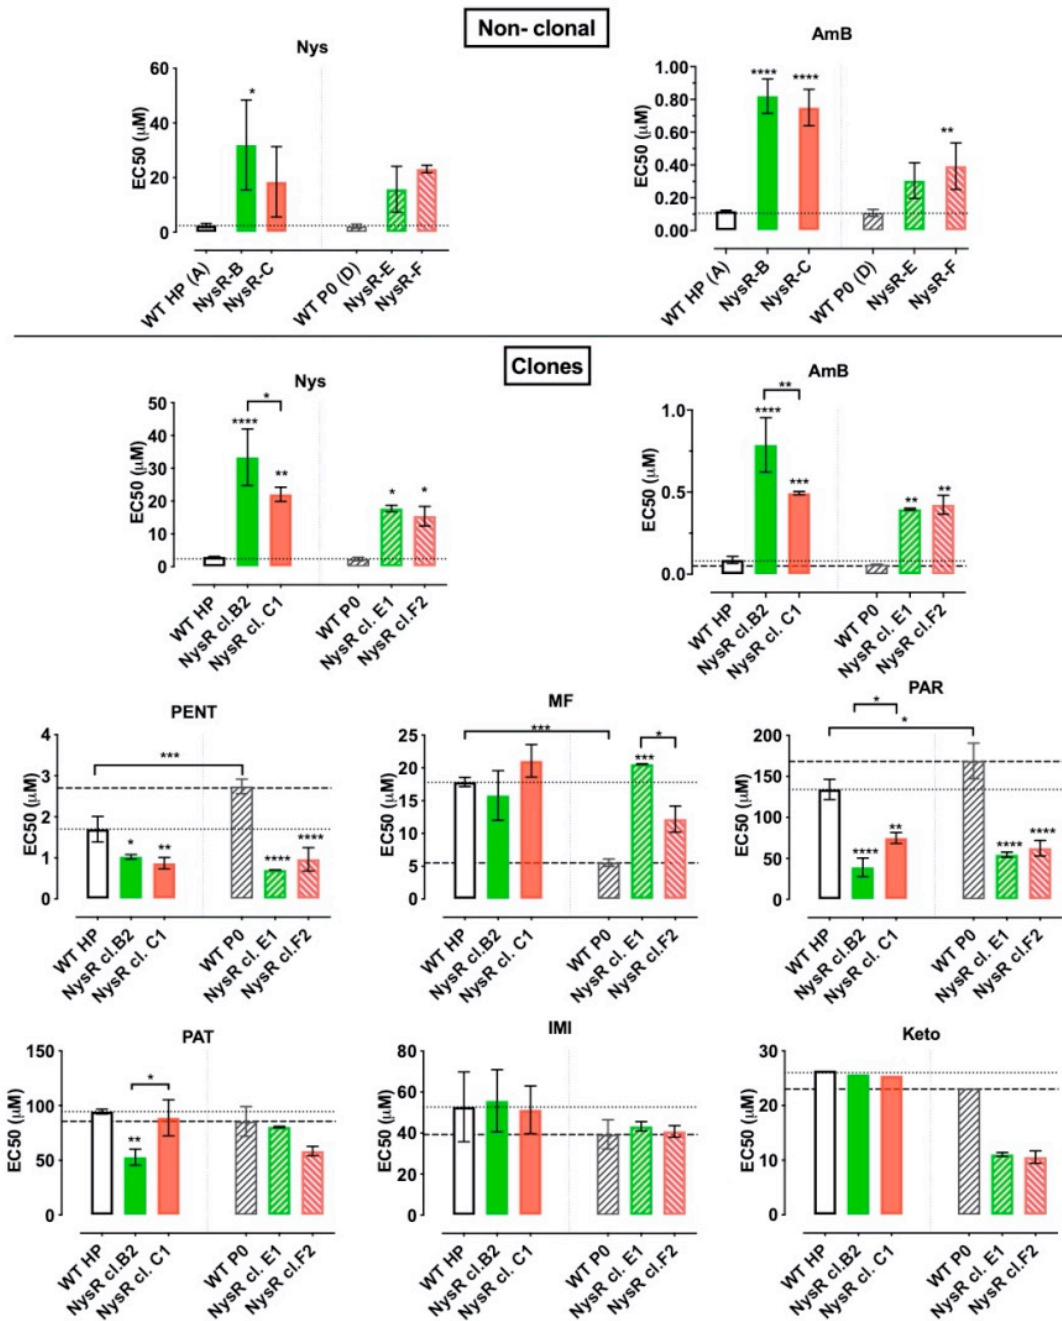 Non- clonal
Nys
EC50 (μM)
60
40
20
0
*
WT HP (A)
NysR-B
NysR-C
WT P0 (D)
NysR-E
NysR-F
AmB
EC50 (μM)
1.00
0.80
0.60
0.40
0.20
0.00
**** **** **
WT HP (A)
NysR-B
NysR-C
WT P0 (D)
NysR-E
NysR-F
Clones
Nys
EC50 (μM)
50
40
30
20
10
0
*
**** ** * *
WT HP
NysR cl.B2
NysR cl. C1
WT P0
NysR cl. E1
NysR cl.F2
AmB
EC50 (μM)
1.0
0.5
0.0
**
**** *** ** **
WT HP
NysR cl.B2
NysR cl. C1
WT P0
NysR cl. E1
NysR cl.F2
PENT
EC50 (μM)
4
3
2
1
0
***
* ** **** ****
WT HP
NysR cl.B2
NysR cl. C1
WT P0
NysR cl. E1
NysR cl.F2
MF
EC50 (μM)
25
20
15
10
5
0
*** *
***
WT HP
NysR cl.B2
NysR cl. C1
WT P0
NysR cl. E1
NysR cl.F2
PAR
EC50 (μM)
200
150
100
50
0
*
*
**** ** **** ****
WT HP
NysR cl.B2
NysR cl. C1
WT P0
NysR cl. E1
NysR cl.F2
PAT
EC50 (μM)
150
100
50
0
*
**
WT HP
NysR cl.B2
NysR cl. C1
WT P0
NysR cl. E1
NysR cl.F2
IMI
EC50 (μM)
80
60
40
20
0
WT HP
NysR cl.B2
NysR cl. C1
WT P0
NysR cl. E1
NysR cl.F2
Keto
EC50 (μM)
30
20
10
0
WT HP
NysR cl.B2
NysR cl. C1
WT P0
NysR cl. E1
NysR cl.F2